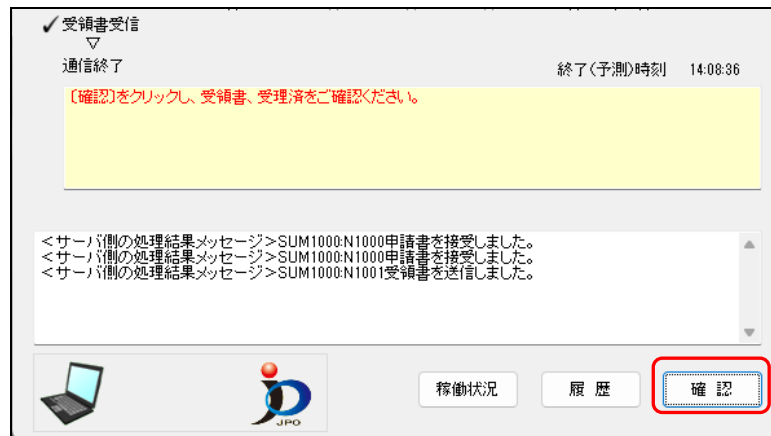 ✓受領書受信
▽
通信終了
終了(予測)時刻 14:08:36
[確認]をクリックし、受領書、受理済をご確認ください。
<サーバ側の処理結果メッセージ>SUM1000:N1000申請書を接受しました。
<サーバ側の処理結果メッセージ>SUM1000:N1000申請書を接受しました。
<サーバ側の処理結果メッセージ>SUM1000:N1001受領書を送信しました。
JPO
稼働状況
履 歴
確 認